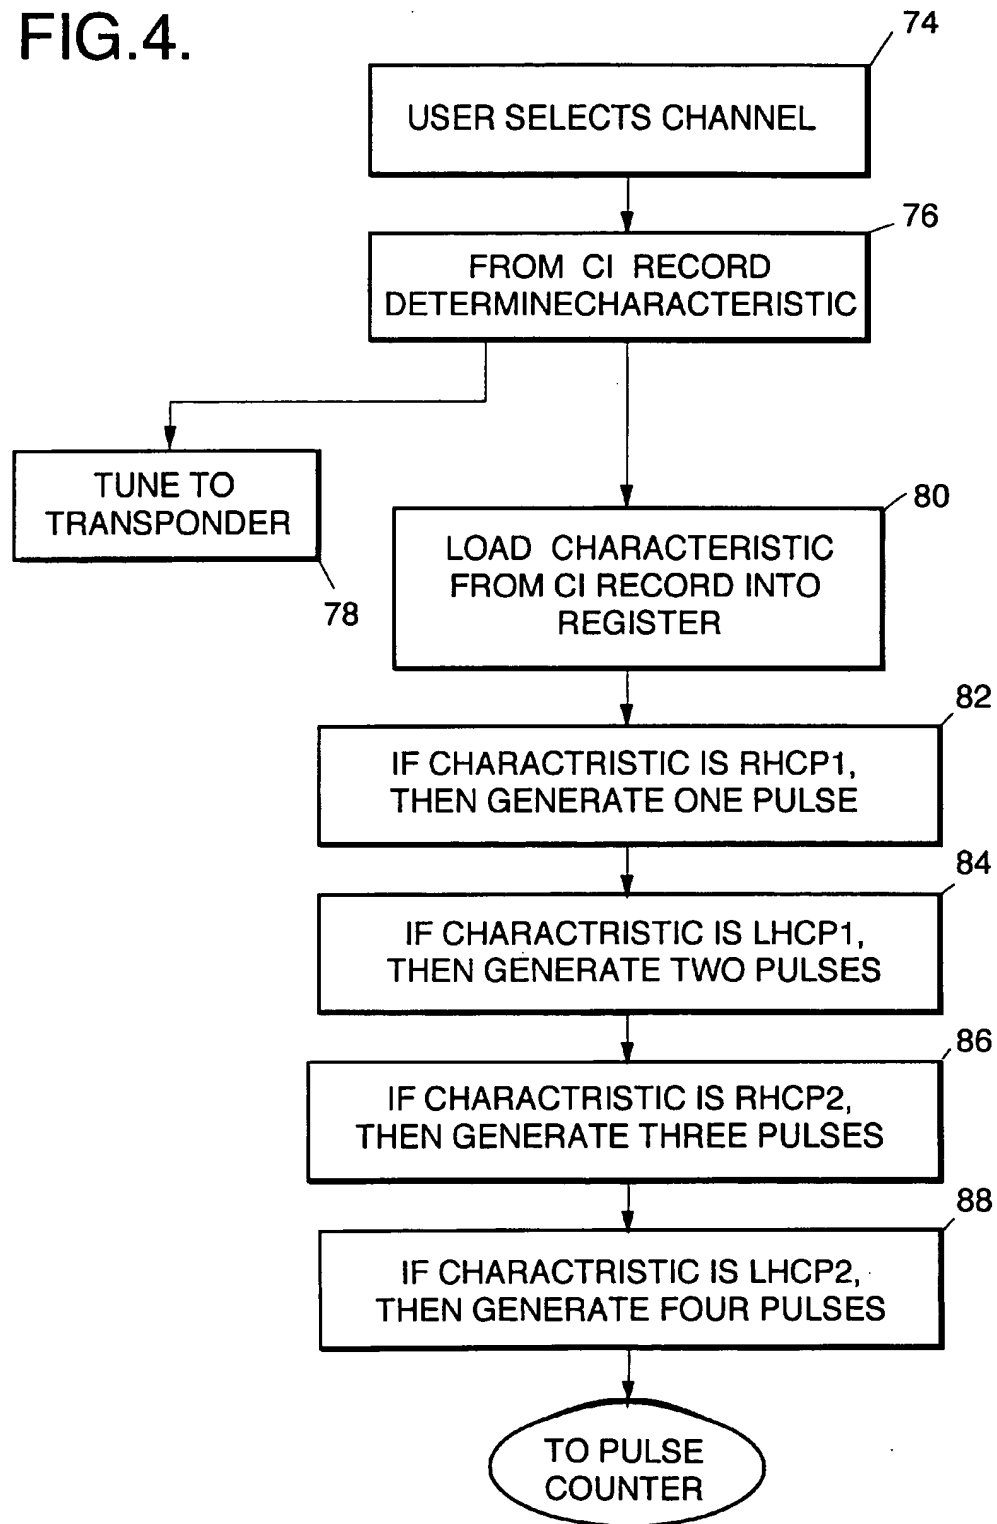 FIG.4.
74
USER SELECTS CHANNEL
76
FROM CI RECORD
DETERMINECHARACTERISTIC
TUNE TO
TRANSPONDER
78
80
LOAD CHARACTERISTIC
FROM CI RECORD INTO
REGISTER
82
IF CHARACTRISTIC IS RHCP1,
THEN GENERATE ONE PULSE
84
IF CHARACTRISTIC IS LHCP1,
THEN GENERATE TWO PULSES
86
IF CHARACTRISTIC IS RHCP2,
THEN GENERATE THREE PULSES
88
IF CHARACTRISTIC IS LHCP2,
THEN GENERATE FOUR PULSES
TO PULSE
COUNTER